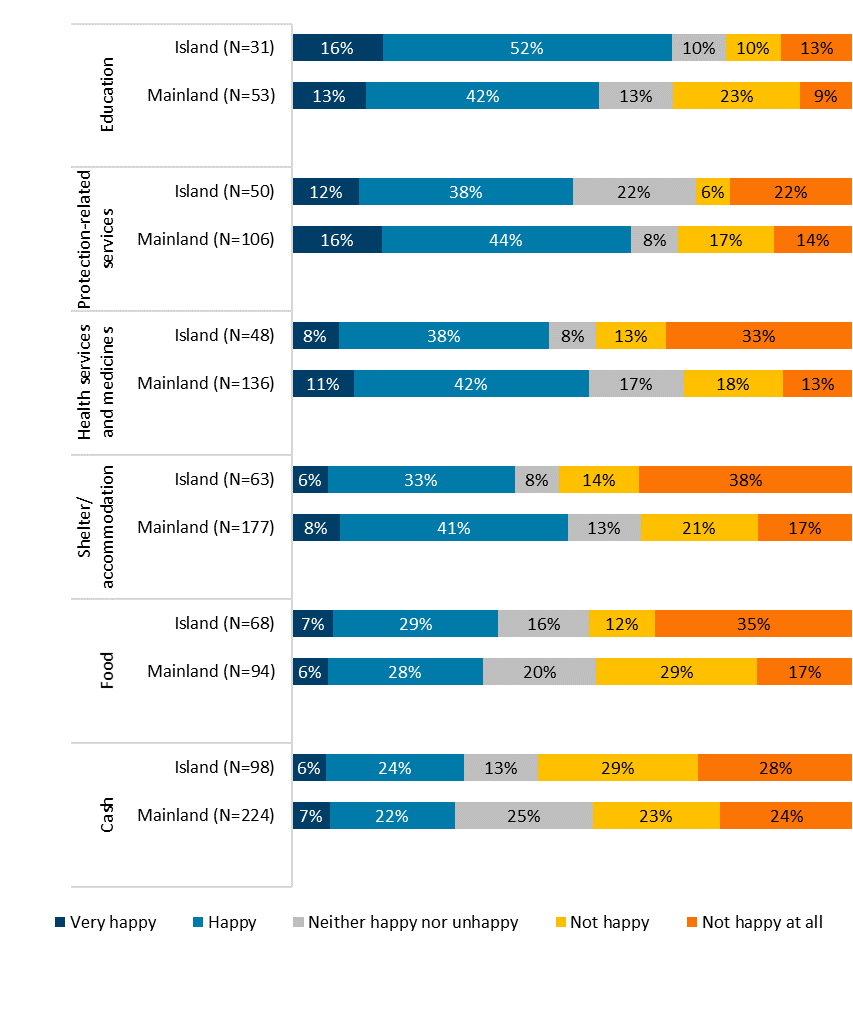 Education
Island (N=31) 16% 52% 10% 10% 13%
Mainland (N=53) 13% 42% 13% 23% 9%
Protection-related
services
Island (N=50) 12% 38% 22% 6% 22%
Mainland (N=106) 16% 44% 8% 17% 14%
Health services
and medicines
Island (N=48) 8% 38% 8% 13% 33%
Mainland (N=136) 11% 42% 17% 18% 13%
Shelter/
accommodation
Island (N=63) 6% 33% 8% 14% 38%
Mainland (N=177) 8% 41% 13% 21% 17%
Food
Island (N=68) 7% 29% 16% 12% 35%
Mainland (N=94) 6% 28% 20% 29% 17%
Cash
Island (N=98) 6% 24% 13% 29% 28%
Mainland (N=224) 7% 22% 25% 23% 24%
Very happy Happy Neither happy nor unhappy Not happy Not happy at all